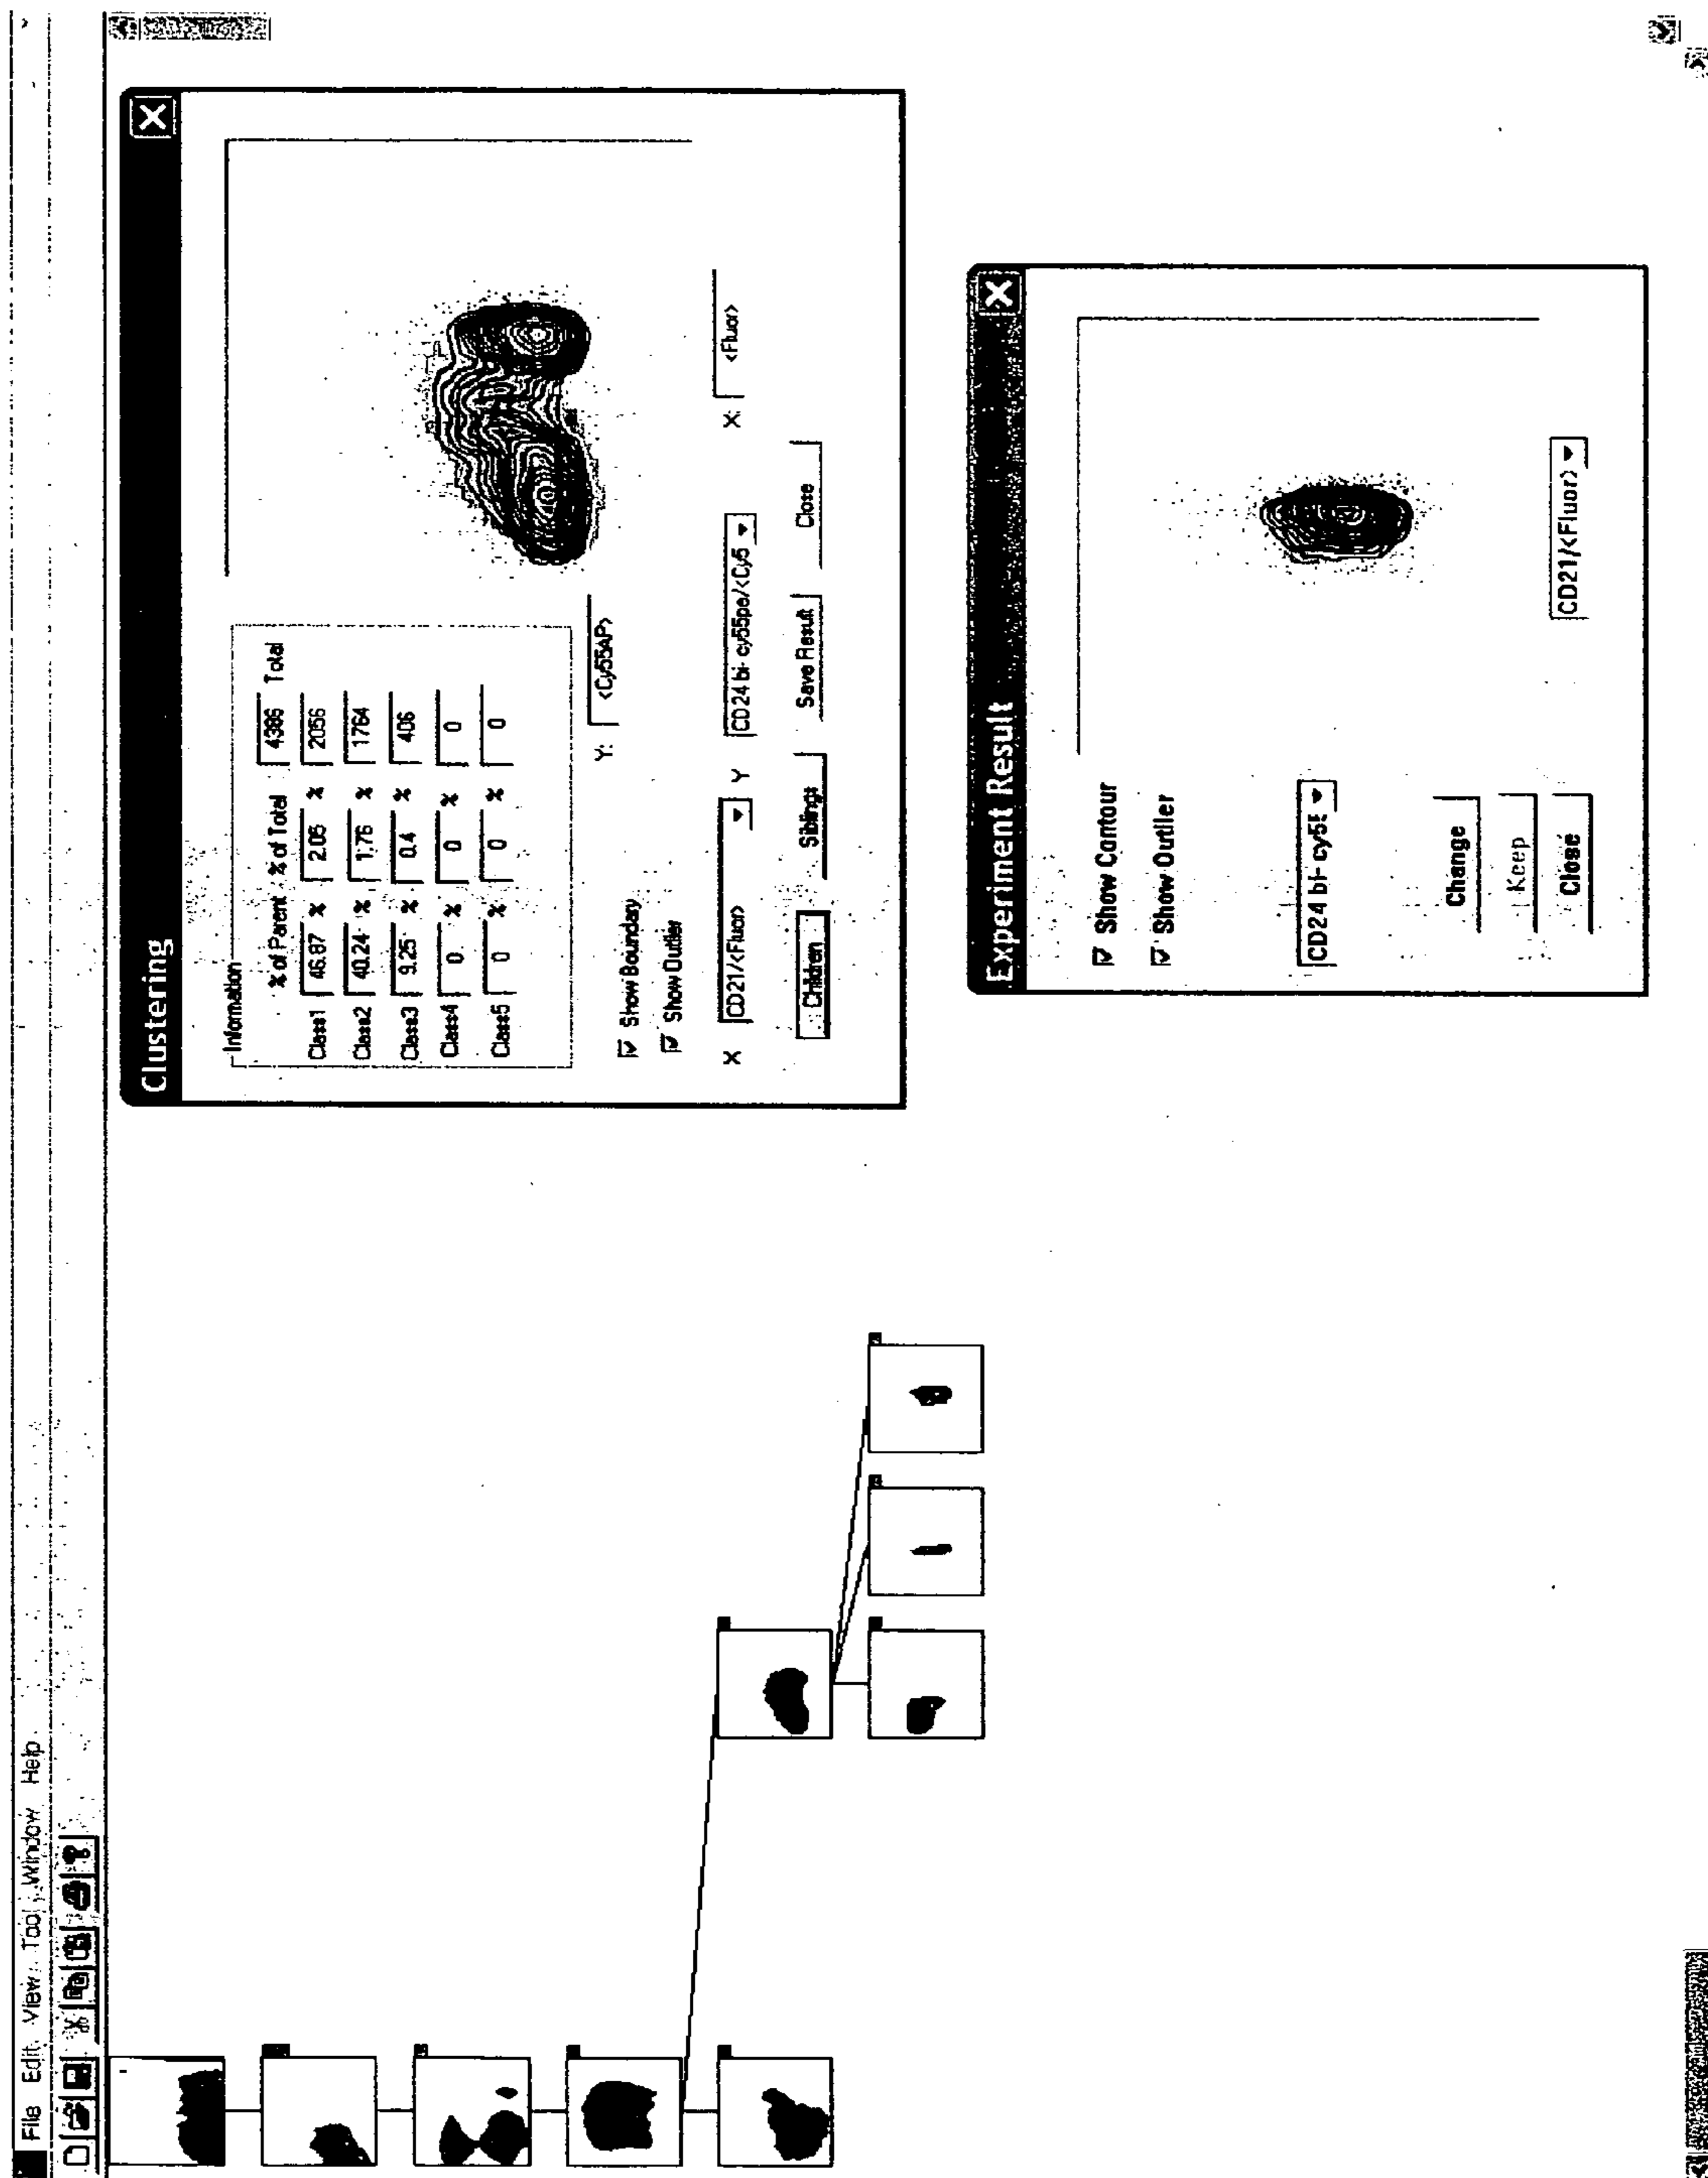 File Edit View Tool Window Help
Clustering
Information
% of Parent % of Total 4386 Total
Class1 46.87 % 2.05 % 2056
Class2 40.24 % 1.76 % 1764
Class3 9.25 % 0.4 % 406
Class4 0 % 0 % 0
Class5 0 % 0 % 0
Y: <Cy55AP>
Show Boundary
Show Outlier
X CD21/<Fluor> Y CD24 bi- cy55pe/<Cy5 X: <Fluor>
Children Siblings Save Result Close
Experiment Result
Show Contour
Show Outlier
CD24 bi- cy5
Change
Keep
Close
CD21/<Fluor>